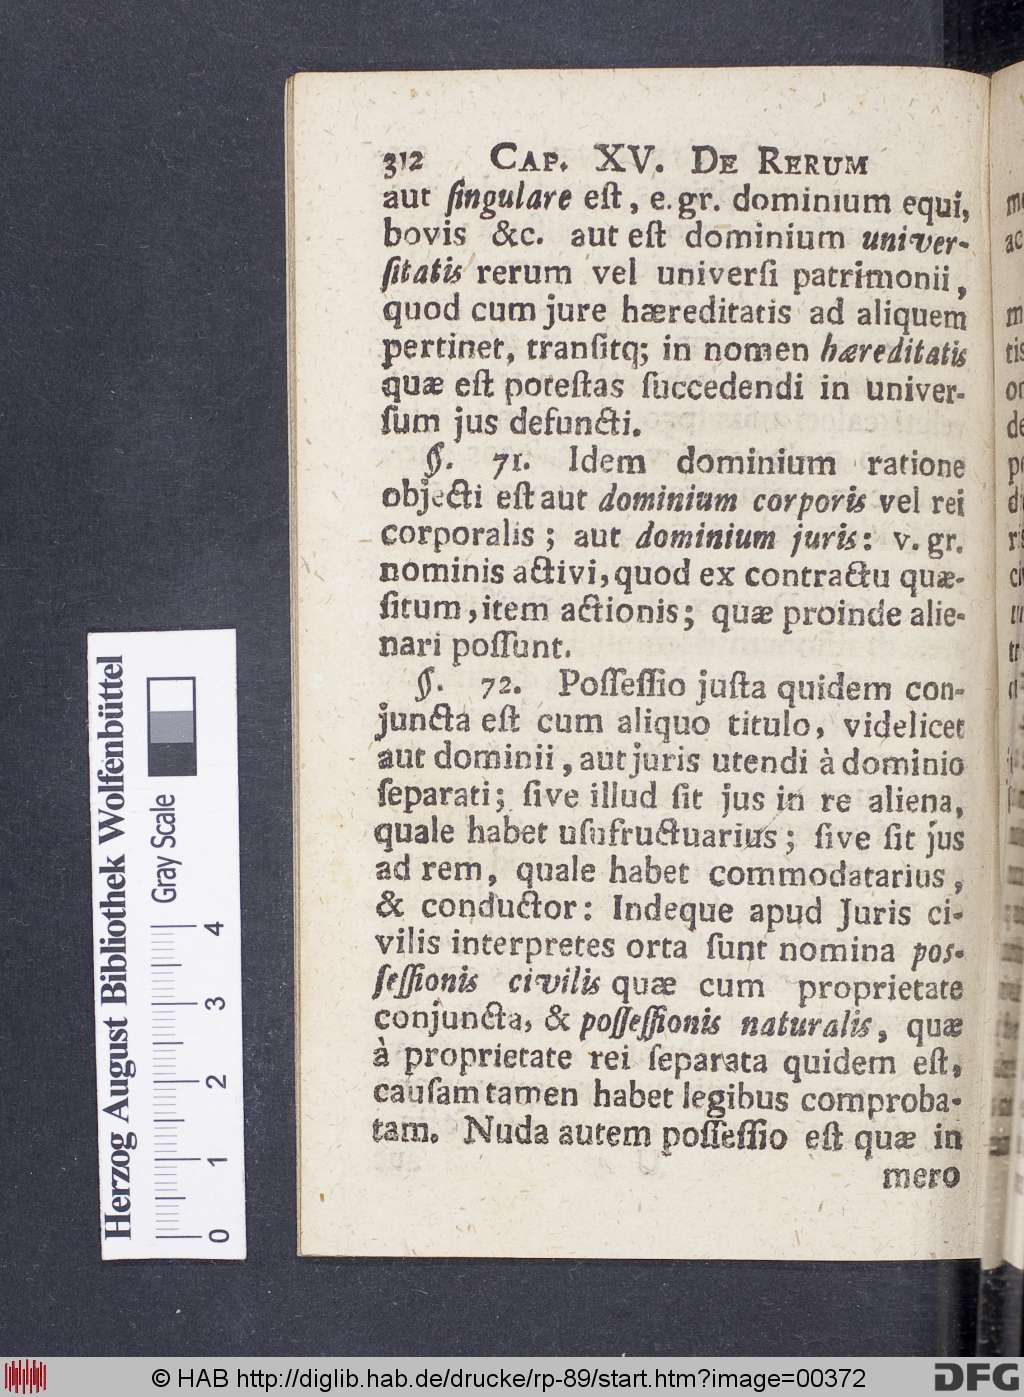 312 CAP. XV. DE RERUM
aut ſingulare eſt, e. gr. dominium equi,
bovis &c. aut eſt dominium univer-
ſitatis rerum vel univerſi patrimonii,
quod cum jure hæreditatis ad aliquem
pertinet, tranſitq; in nomen hæreditatis
quæ eſt poteſtas ſuccedendi in univer-
ſum jus defuncti.
§. 71. Idem dominium ratione
objecti eſt aut dominium corporis vel rei
corporalis; aut dominium juris: v. gr.
nominis activi, quod ex contractu quæ-
ſitum, item actionis; quæ proinde alie-
nari poſſunt.
§. 72. Poſſeſſio juſta quidem con-
juncta eſt cum aliquo titulo, videlicet
aut dominii, aut juris utendi à dominio
ſeparati; ſive illud ſit jus in re aliena,
quale habet uſufructuarius; ſive ſit jus
ad rem, quale habet commodatarius,
& conductor: Indeque apud Juris ci-
vilis interpretes orta ſunt nomina pos-
ſeſſionis civilis quæ cum proprietate
conjuncta, & poſſeſſionis naturalis, quæ
à proprietate rei ſeparata quidem eſt,
cauſam tamen habet legibus comproba-
tam. Nuda autem poſſeſſio eſt quæ in
mero
Herzog August Bibliothek Wolfenbüttel
Gray Scale
0 1 2 3 4
© HAB http://diglib.hab.de/drucke/rp-89/start.htm?image=00372
DFG